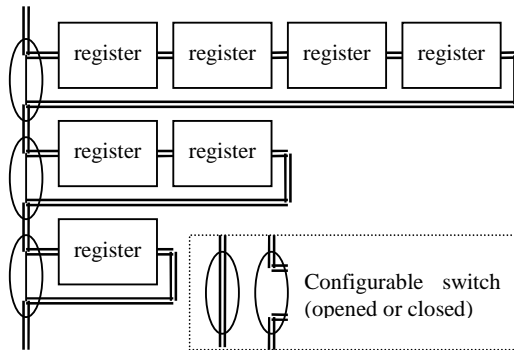 register register register register
register register
register
Configurable switch
(opened or closed)